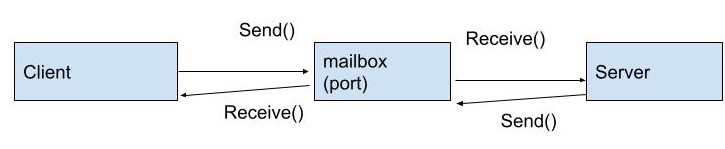 Send()
Receive()
Client
mailbox
(port)
Server
Receive()
Send()